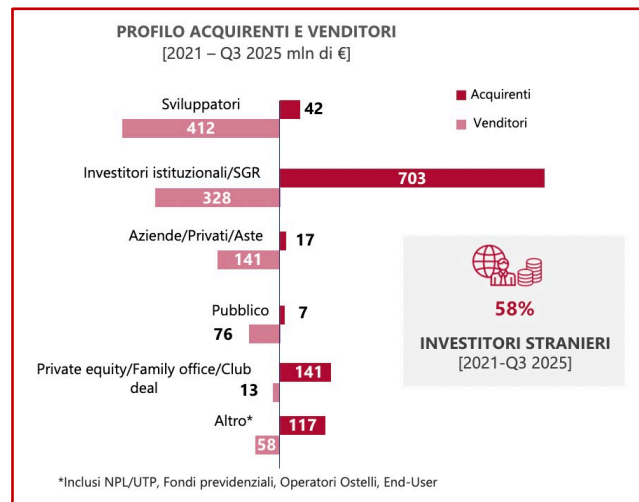 PROFILO ACQUIRENTI E VENDITORI
[2021 – Q3 2025 mln di €]
Acquirenti
Venditori
Sviluppatori
42
412
Investitori istituzionali/SGR
703
328
Aziende/Privati/Aste
17
141
Pubblico
7
76
Private equity/Family office/Club
deal
141
13
Altro*
117
58
58%
INVESTITORI STRANIERI
[2021-Q3 2025]
*Inclusi NPL/UTP, Fondi previdenziali, Operatori Ostelli, End-User